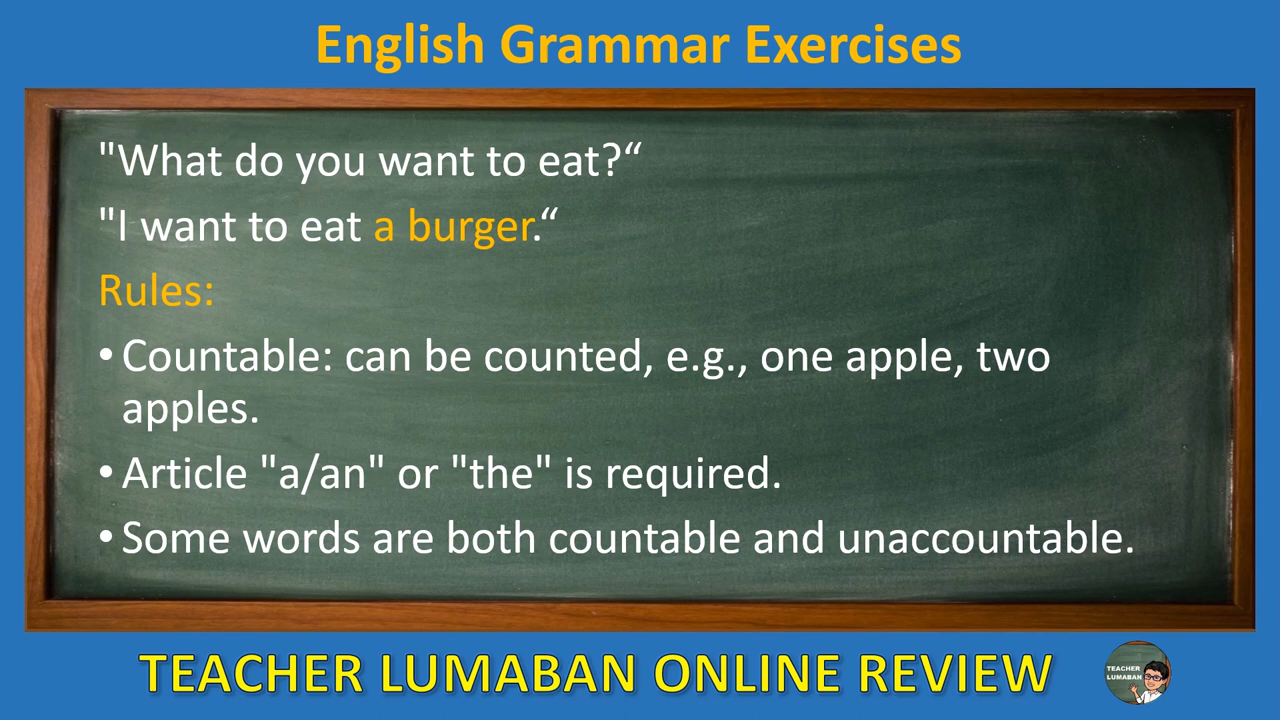 English Grammar Exercises
"What do you want to eat?“
"I want to eat a burger.“
Rules:
• Countable: can be counted, e.g., one apple, two
apples.
• Article "a/an" or "the" is required.
• Some words are both countable and unaccountable.
TEACHER LUMABAN ONLINE REVIEW
TEACHER
LUMABAN